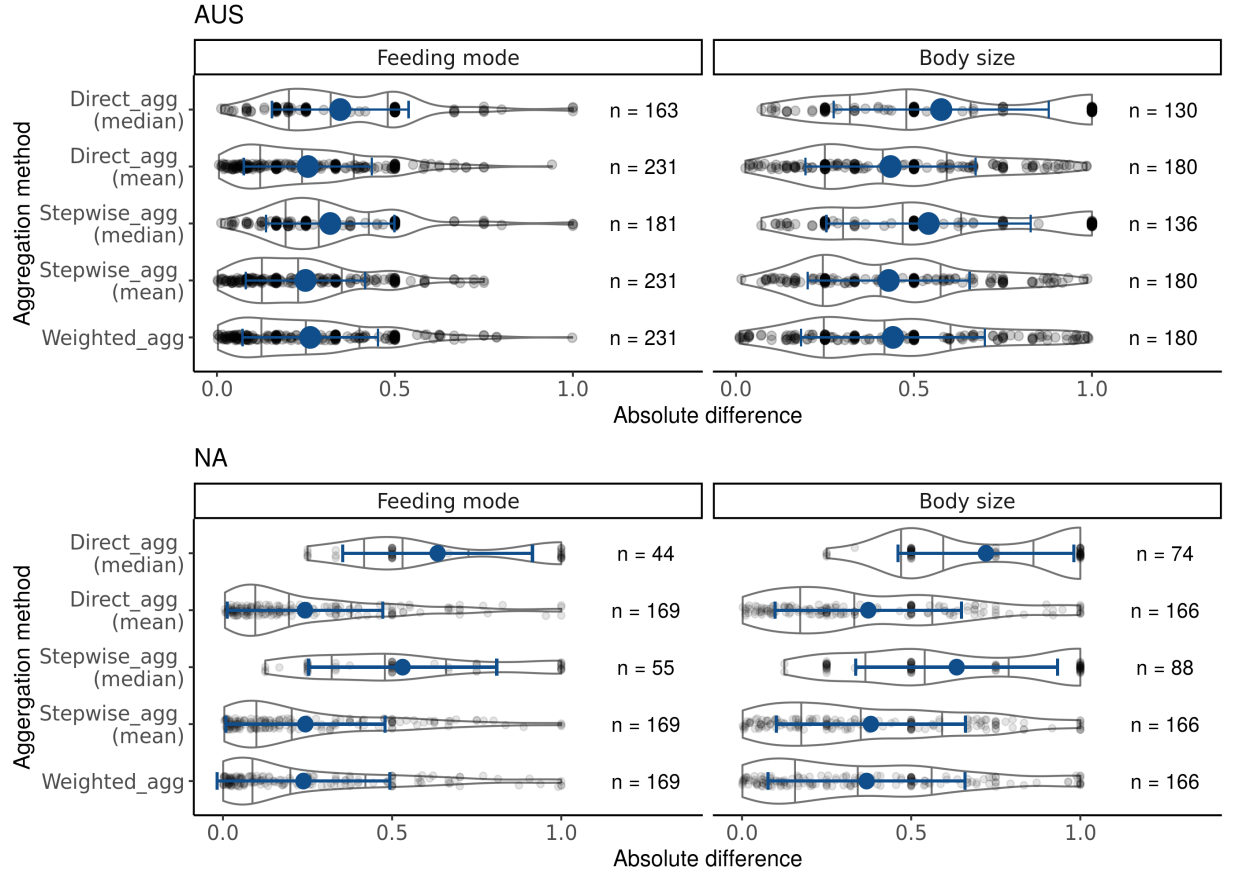 AUS
Feeding mode
Body size
Aggregation method
Direct_agg
(median)
n = 163
n = 130
Direct_agg
(mean)
n = 231
n = 180
Stepwise_agg
(median)
n = 181
n = 136
Stepwise_agg
(mean)
n = 231
n = 180
Weighted_agg
n = 231
n = 180
0.0 0.5 1.0
0.0 0.5 1.0
Absolute difference
NA
Feeding mode
Body size
Aggergation method
Direct_agg
(median)
n = 44
n = 74
Direct_agg
(mean)
n = 169
n = 166
Stepwise_agg
(median)
n = 55
n = 88
Stepwise_agg
(mean)
n = 169
n = 166
Weighted_agg
n = 169
n = 166
0.0 0.5 1.0
0.0 0.5 1.0
Absolute difference